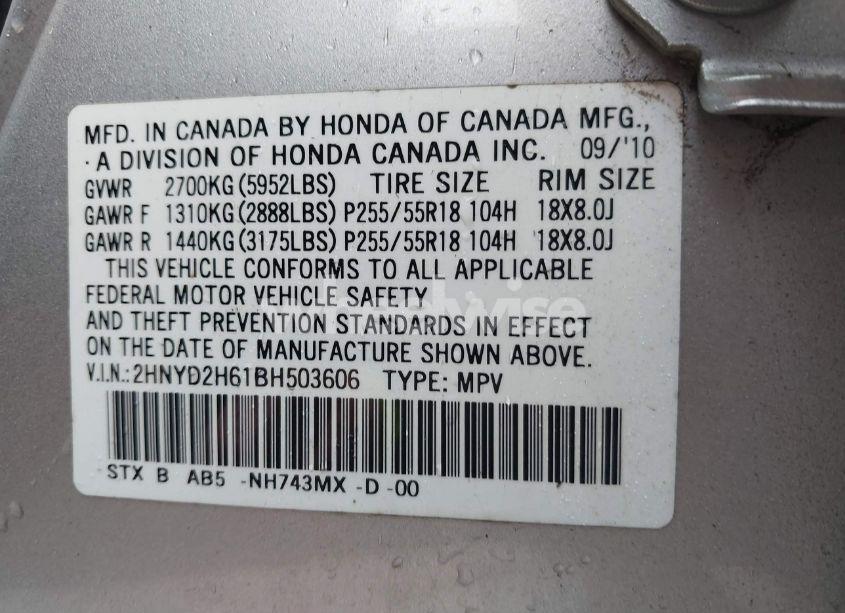 MFD. IN CANADA BY HONDA OF CANADA MFG.,
· A DIVISION OF HONDA CANADA INC. 09/'10
GVWR 2700KG (5952LBS) TIRE SIZE RIM SIZE
GAWR F 1310KG (2888LBS) P255/55R18 104H 18X8.0J
GAWR R 1440KG (3175LBS) P255/55R18 104H 18X8.0J
THIS VEHICLE CONFORMS TO ALL APPLICABLE
FEDERAL MOTOR VEHICLE SAFETY
AND THEFT PREVENTION STANDARDS IN EFFECT
ON THE DATE OF MANUFACTURE SHOWN ABOVE.
V.I.N.: 2HNYD2H61BH503606 TYPE: MPV
STX B AB5 -NH743MX -D -00
wheelwise